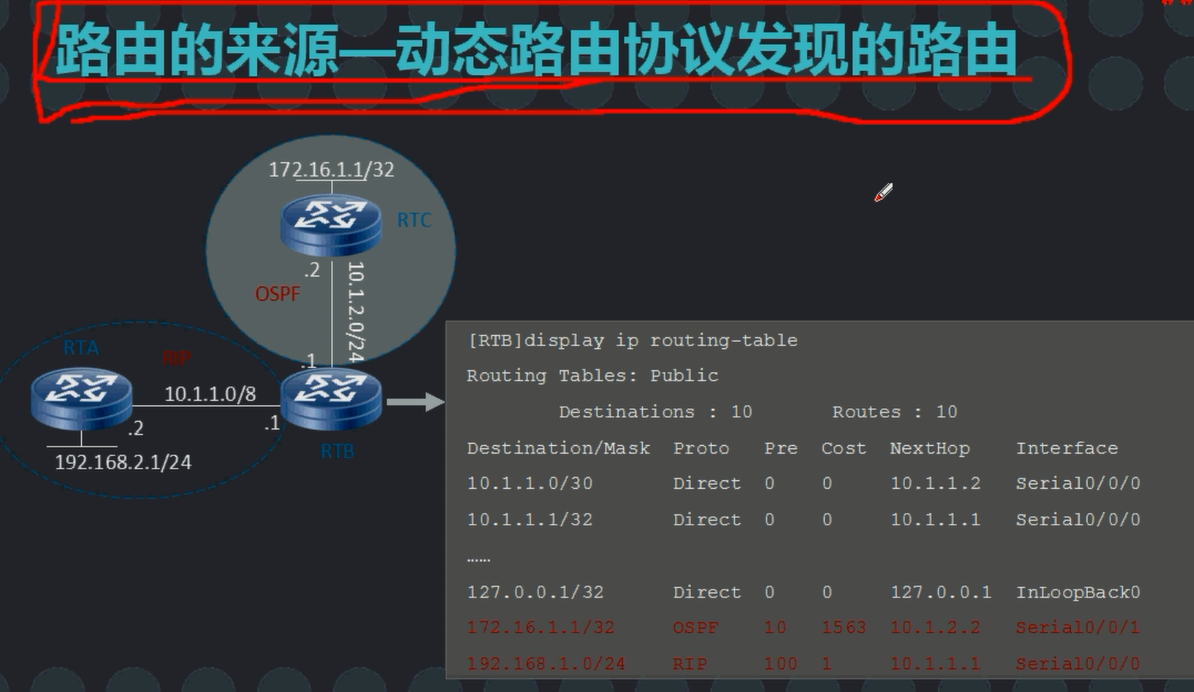 路由的来源—动态路由协议发现的路由
172.16.1.1/32
RTC
.2
10.1.2.0/24
OSPF
.1
RTA
RIP
10.1.1.0/8
.2
.1
RTB
192.168.2.1/24
[RTB]display ip routing-table
Routing Tables: Public
Destinations : 10 Routes : 10
Destination/Mask Proto Pre Cost NextHop Interface
10.1.1.0/30 Direct 0 0 10.1.1.2 Serial0/0/0
10.1.1.1/32 Direct 0 0 10.1.1.1 Serial0/0/0
……
127.0.0.1/32 Direct 0 0 127.0.0.1 InLoopBack0
172.16.1.1/32 OSPF 10 1563 10.1.2.2 Serial0/0/1
192.168.1.0/24 RIP 100 1 10.1.1.1 Serial0/0/0